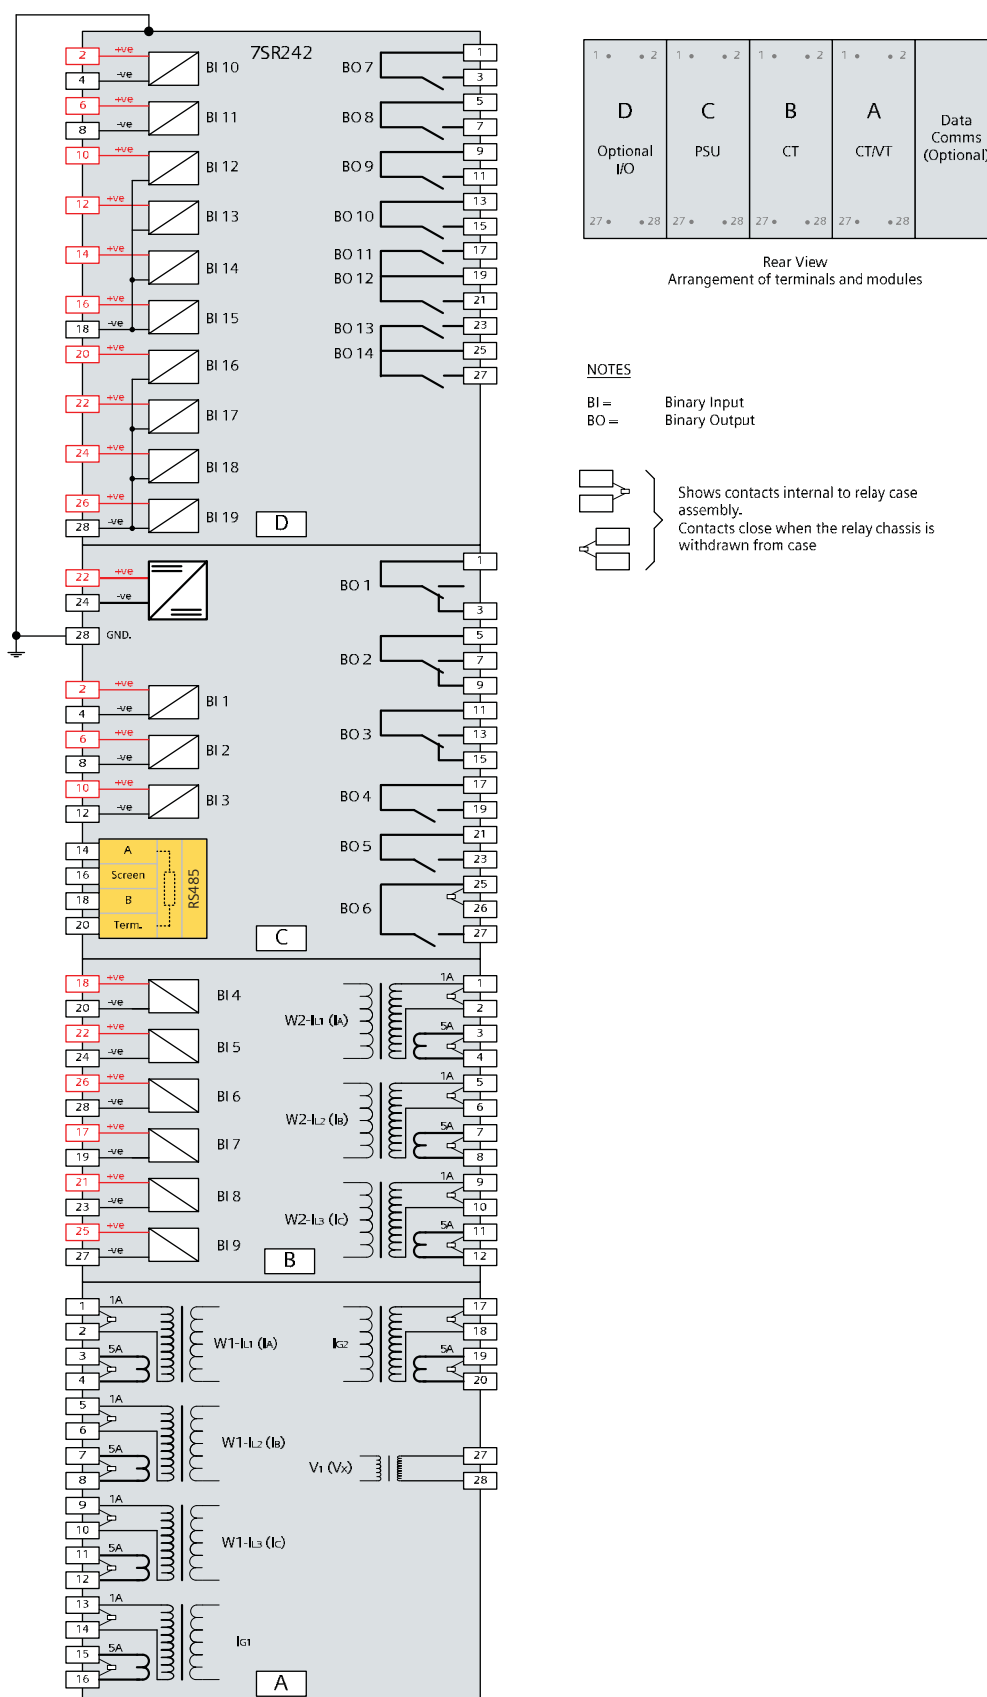 7SR242
2 +ve BI 10 BO 7 1
4 -ve 3
6 +ve BI 11 BO 8 5
8 -ve 7
10 +ve BI 12 BO 9 9
11
12 +ve BI 13 BO 10 13
15
14 +ve BI 14 BO 11 17
BO 12 19
16 +ve BI 15 21
18 -ve BO 13 23
20 +ve BI 16 BO 14 25
27
22 +ve BI 17
24 +ve BI 18
26 +ve BI 19
28 -ve
D
22 +ve BO 1 1
24 -ve 3
28 GND.
BO 2 5
7
9
2 +ve BI 1
4 -ve
6 +ve BI 2
8 -ve
10 +ve BI 3
12 -ve
BO 3 11
13
15
BO 4 17
19
BO 5 21
23
BO 6 25
26
27
14 A
16 Screen
18 B
20 Term.
RS485
C
18 +ve BI 4
20 -ve
22 +ve BI 5
24 -ve
26 +ve BI 6
28 -ve
17 +ve BI 7
19 -ve
21 +ve BI 8
23 -ve
25 +ve BI 9
27 -ve
W2-IL1 (IA) 1A 1
2
5A 3
4
W2-IL2 (IB) 1A 5
6
5A 7
8
W2-IL3 (IC) 1A 9
10
5A 11
12
B
1 1A W1-IL1 (IA)
2
3 5A
4
5 1A W1-IL2 (IB)
6
7 5A
8
9 1A W1-IL3 (IC)
10
11 5A
12
13 1A IG1
14
15 5A
16
IG2 1A 17
18
5A 19
20
V1 (VX) 27
28
A
1 2 1 2 1 2 1 2
D C B A
Optional I/O PSU CT CT/VT
27 28 27 28 27 28 27 28
Data
Comms
(Optional)
Rear View
Arrangement of terminals and modules
NOTES
BI = Binary Input
BO = Binary Output
Shows contacts internal to relay case
assembly.
Contacts close when the relay chassis is
withdrawn from case